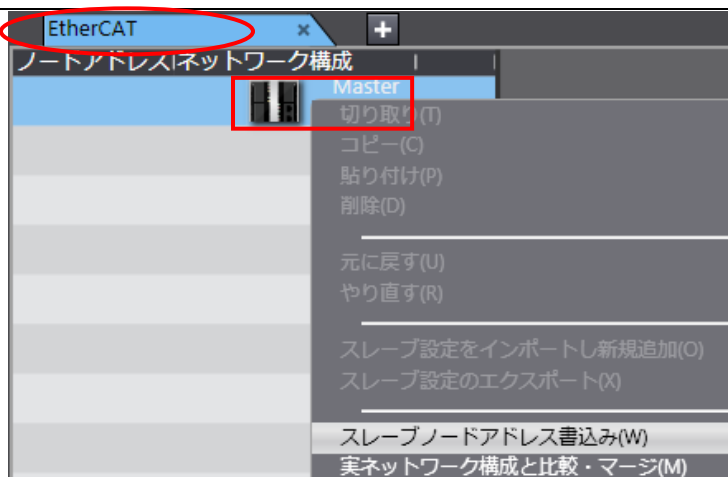 EtherCAT × +
ノードアドレス|ネットワーク構成
Master
切り取り(T)
コピー(C)
貼り付け(P)
削除(D)
元に戻す(U)
やり直す(R)
スレーブ設定をインポートし新規追加(O)
スレーブ設定のエクスポート(X)
スレーブノードアドレス書込み(W)
実ネットワーク構成と比較・マージ(M)